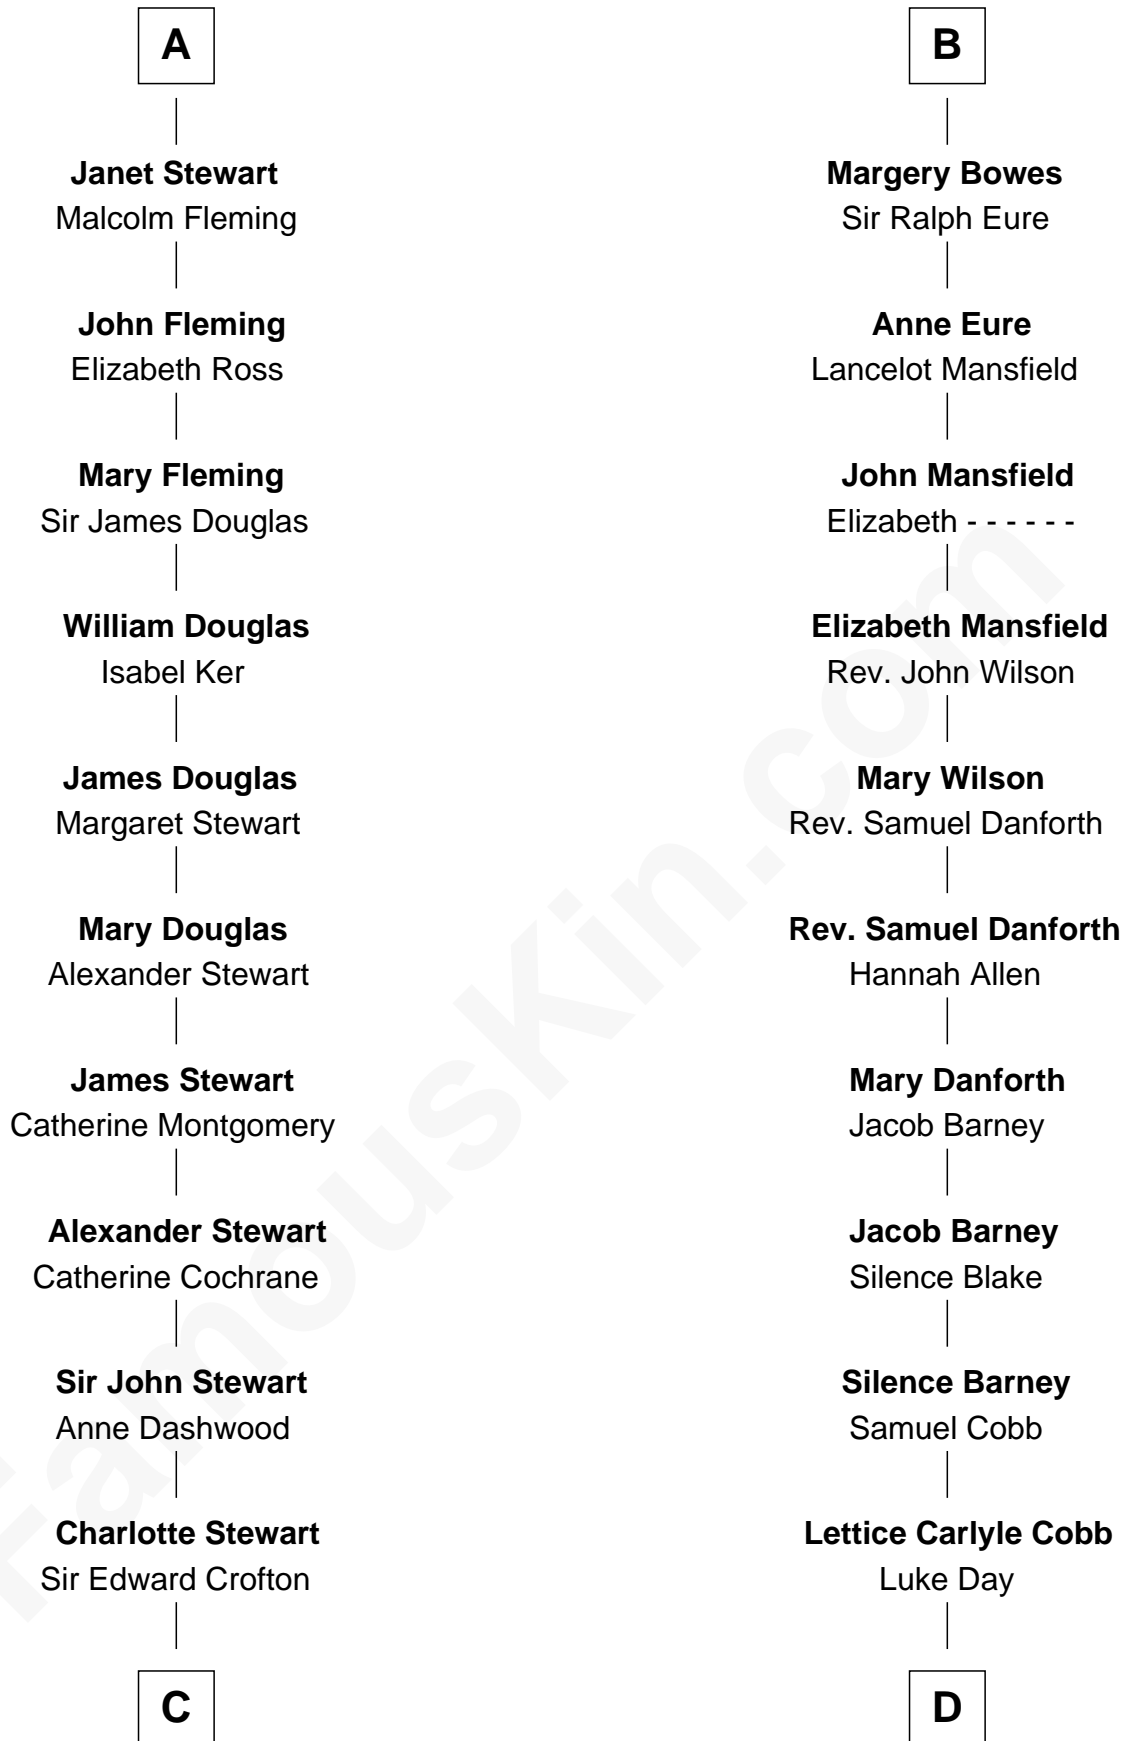 A
Janet Stewart
Malcolm Fleming
John Fleming
Elizabeth Ross
Mary Fleming
Sir James Douglas
William Douglas
Isabel Ker
James Douglas
Margaret Stewart
Mary Douglas
Alexander Stewart
James Stewart
Catherine Montgomery
Alexander Stewart
Catherine Cochrane
Sir John Stewart
Anne Dashwood
Charlotte Stewart
Sir Edward Crofton
C
B
Margery Bowes
Sir Ralph Eure
Anne Eure
Lancelot Mansfield
John Mansfield
Elizabeth - - - - - -
Elizabeth Mansfield
Rev. John Wilson
Mary Wilson
Rev. Samuel Danforth
Rev. Samuel Danforth
Hannah Allen
Mary Danforth
Jacob Barney
Jacob Barney
Silence Blake
Silence Barney
Samuel Cobb
Lettice Carlyle Cobb
Luke Day
D
FamousKin.com